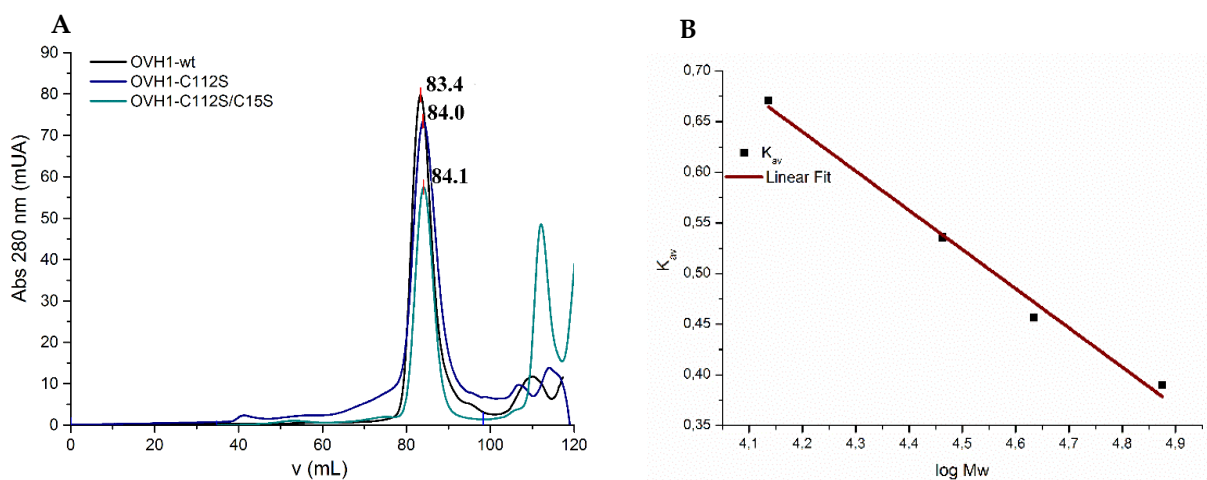 A
90
80
70
60
50
40
30
20
10
0
Abs 280 nm (mUA)
OVH1-wt
OVH1-C112S
OVH1-C112S/C15S
83.4
84.0
84.1
0 20 40 60 80 100 120
v (mL)
B
0,70
0,65
0,60
0,55
0,50
0,45
0,40
0,35
Kav
Kav
Linear Fit
4,1 4,2 4,3 4,4 4,5 4,6 4,7 4,8 4,9
log Mw